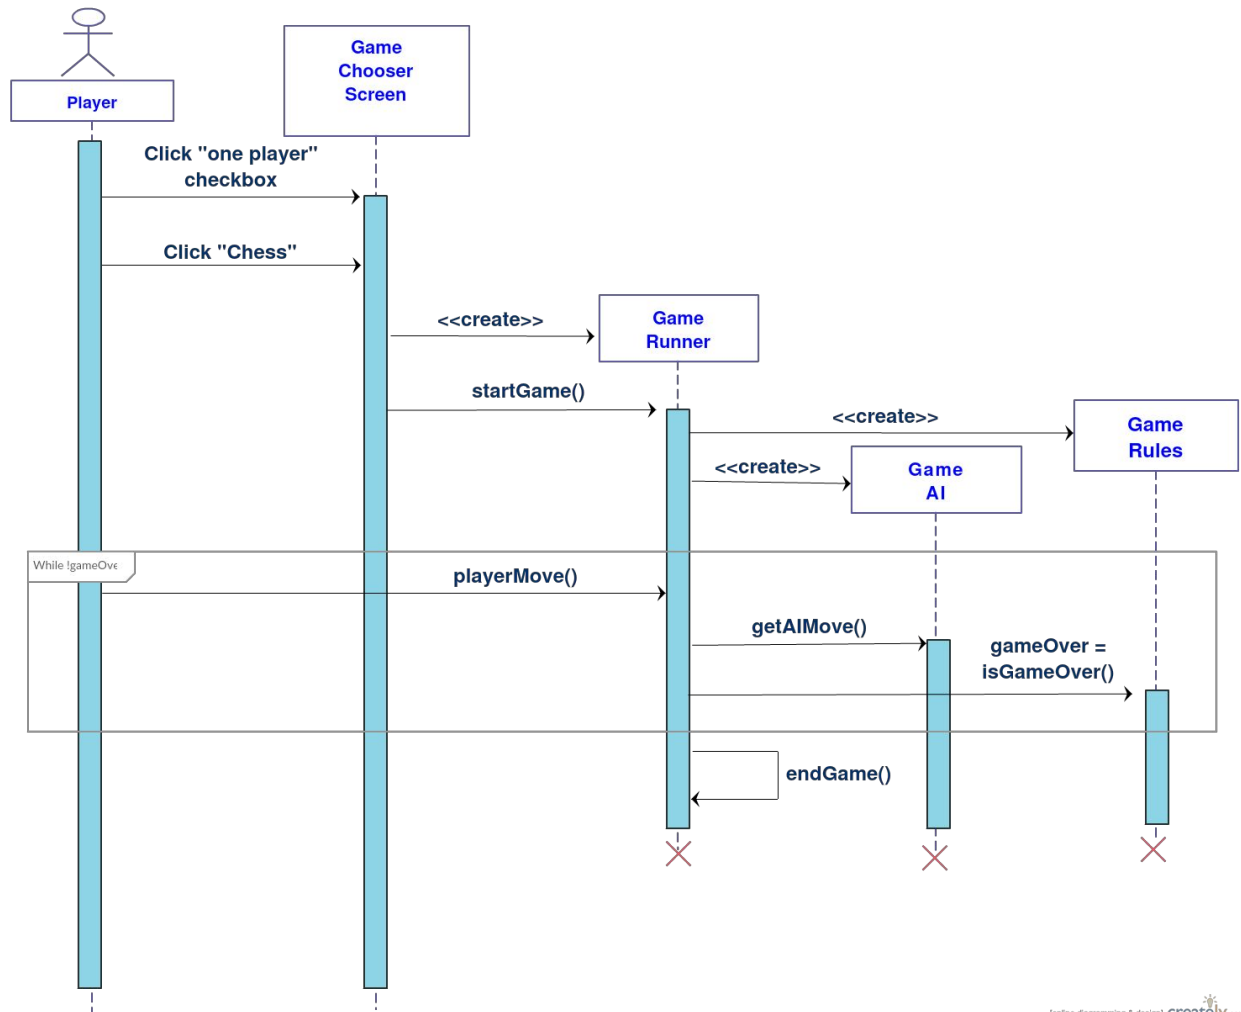 Game
Chooser
Screen
Player
Click "one player"
checkbox
Click "Chess"
<<create>>
Game
Runner
startGame()
<<create>>
Game
Rules
<<create>>
Game
AI
While !gameOve
playerMove()
getAIMove()
gameOver =
isGameOver()
endGame()
creately